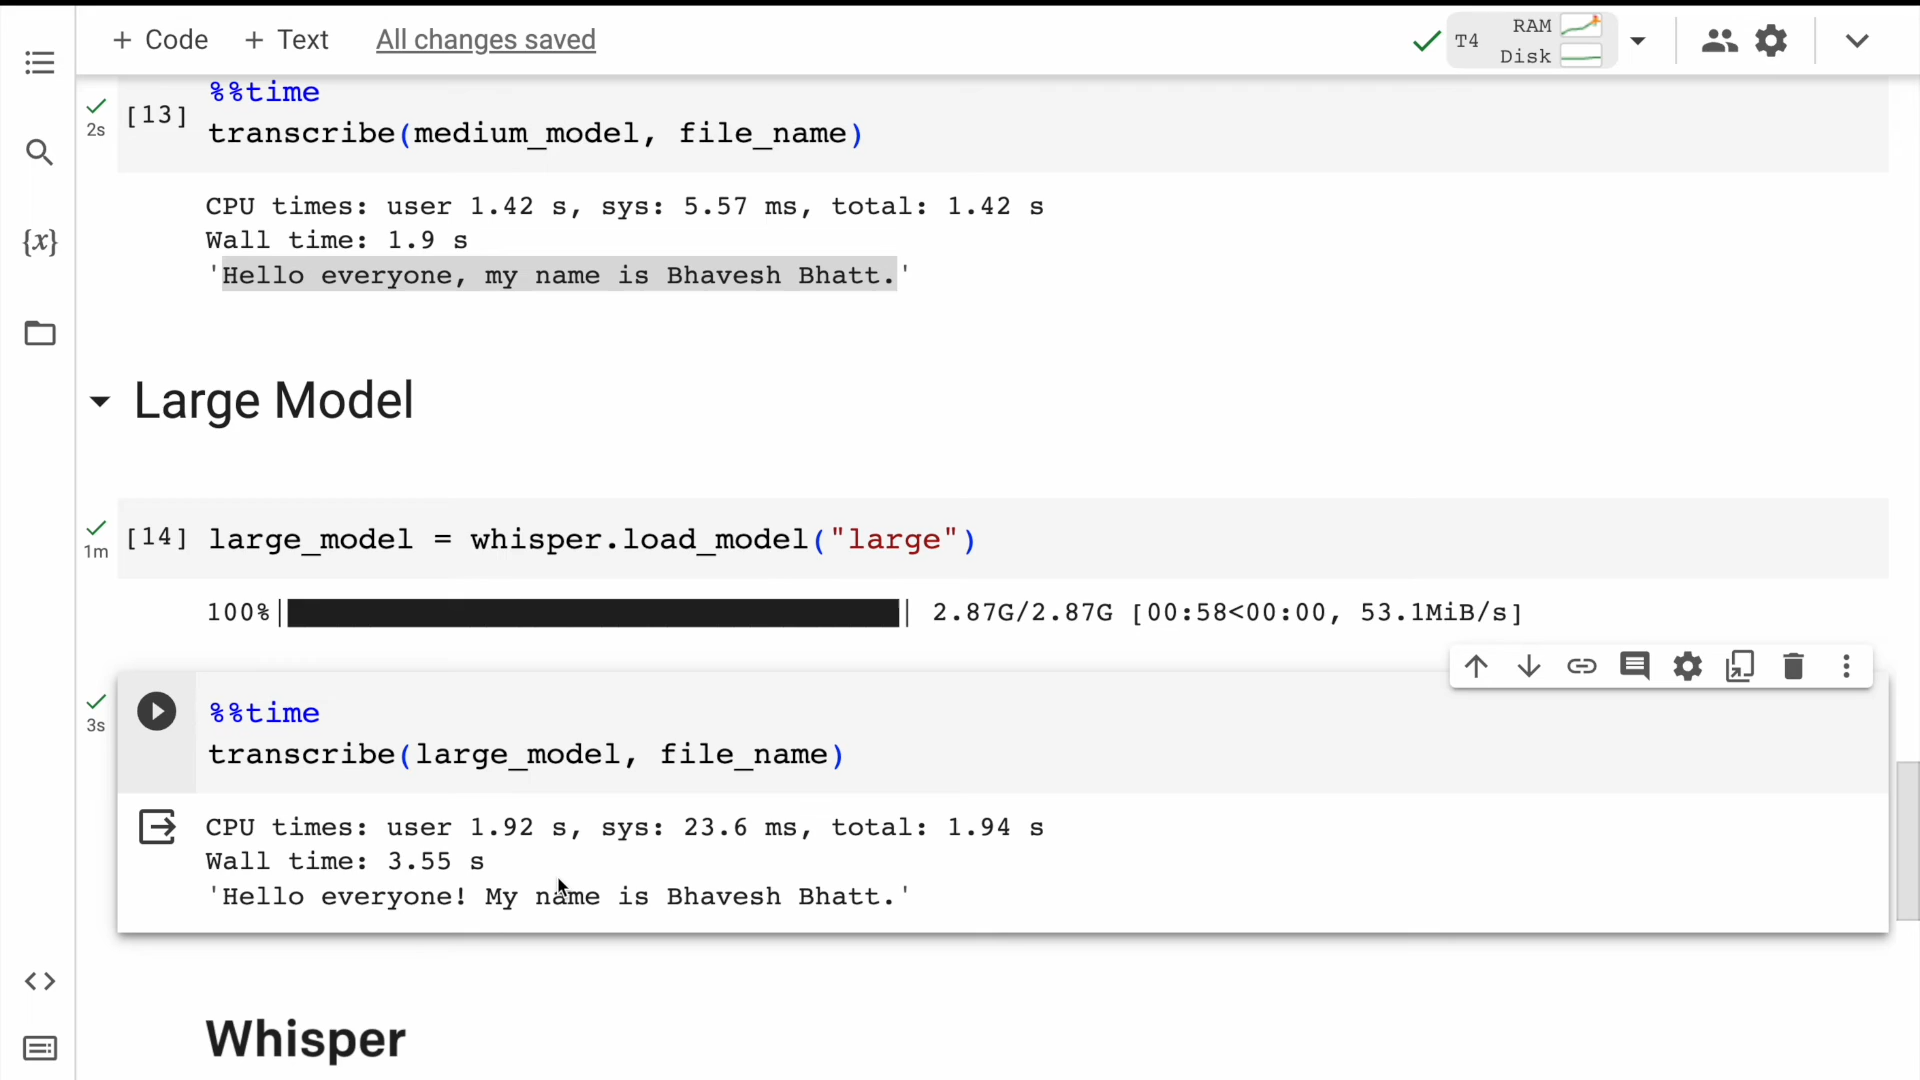 + Code + Text All changes saved
T4 RAM
Disk
2s
[13] %%time
transcribe(medium_model, file_name)
CPU times: user 1.42 s, sys: 5.57 ms, total: 1.42 s
Wall time: 1.9 s
'Hello everyone, my name is Bhavesh Bhatt.'
{x}
Large Model
1m
[14] large_model = whisper.load_model("large")
100%| | 2.87G/2.87G [00:58<00:00, 53.1MiB/s]
3s
%%time
transcribe(large_model, file_name)
CPU times: user 1.92 s, sys: 23.6 ms, total: 1.94 s
Wall time: 3.55 s
'Hello everyone! My name is Bhavesh Bhatt.'
Whisper